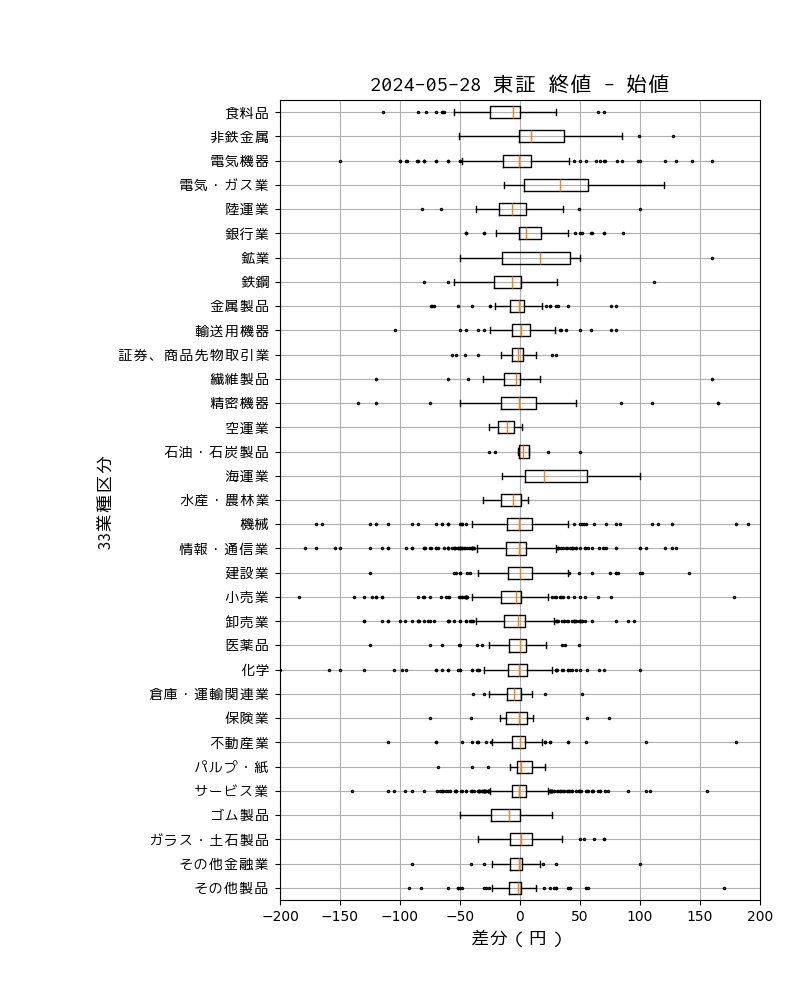 2024-05-28 東証 終値 - 始値
食料品
非鉄金属
電気機器
電気・ガス業
陸運業
銀行業
鉱業
鉄鋼
金属製品
輸送用機器
証券、商品先物取引業
繊維製品
精密機器
空運業
石油・石炭製品
海運業
水産・農林業
機械
情報・通信業
建設業
小売業
卸売業
医薬品
化学
倉庫・運輸関連業
保険業
不動産業
パルプ・紙
サービス業
ゴム製品
ガラス・土石製品
その他金融業
その他製品
33業種区分
−200 −150 −100 −50 0 50 100 150 200
差分（円）